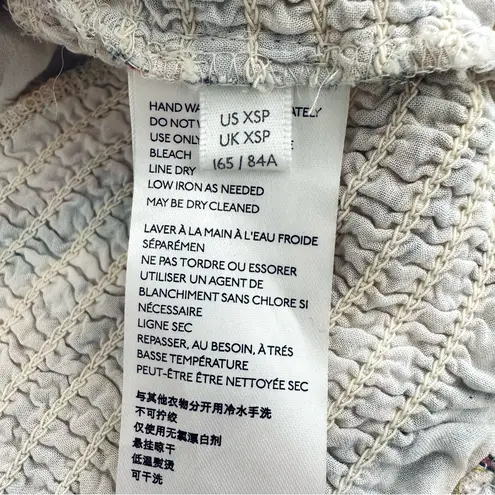 US XSP
UK XSP
165 / 84A
HAND
DO NOT
USE ONLY
BLEACH
LINE DRY
LOW IRON AS NEEDED
MAY BE DRY CLEANED
LAVER À LA MAIN À L'EAU FROIDE
SÉPARÉMEN
NE PAS TORDRE OU ESSORER
UTILISER UN AGENT DE
BLANCHIMENT SANS CHLORE SI
NÉCESSAIRE
LIGNE SEC
REPASSER, AU BESOIN, À TRÉS
BASSE TEMPÉRATURE
PEUT-ÊTRE ÊTRE NETTOYÉE SEC
与其他衣物分开用冷水手洗
不可拧绞
仅使用无氯漂白剂
悬挂晾干
低温熨烫
可干洗